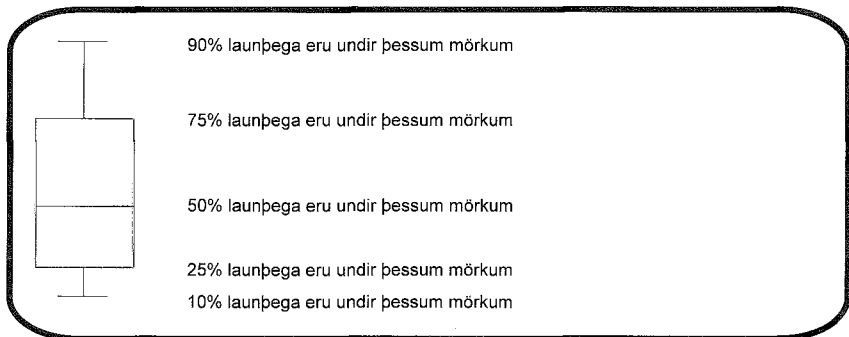 90% launþega eru undir þessum mörkum
75% launþega eru undir þessum mörkum
50% launþega eru undir þessum mörkum
25% launþega eru undir þessum mörkum
10% launþega eru undir þessum mörkum